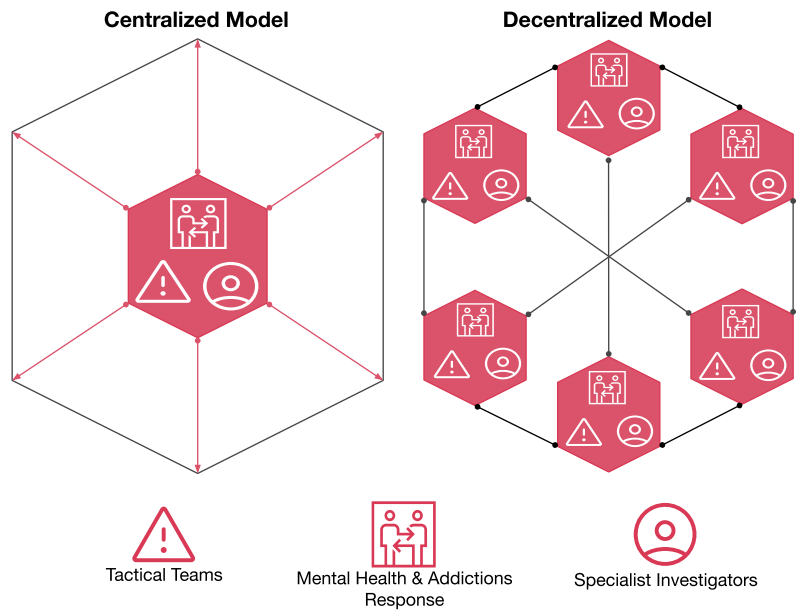 Centralized Model
Decentralized Model
Tactical Teams
Mental Health & Addictions
Response
Specialist Investigators